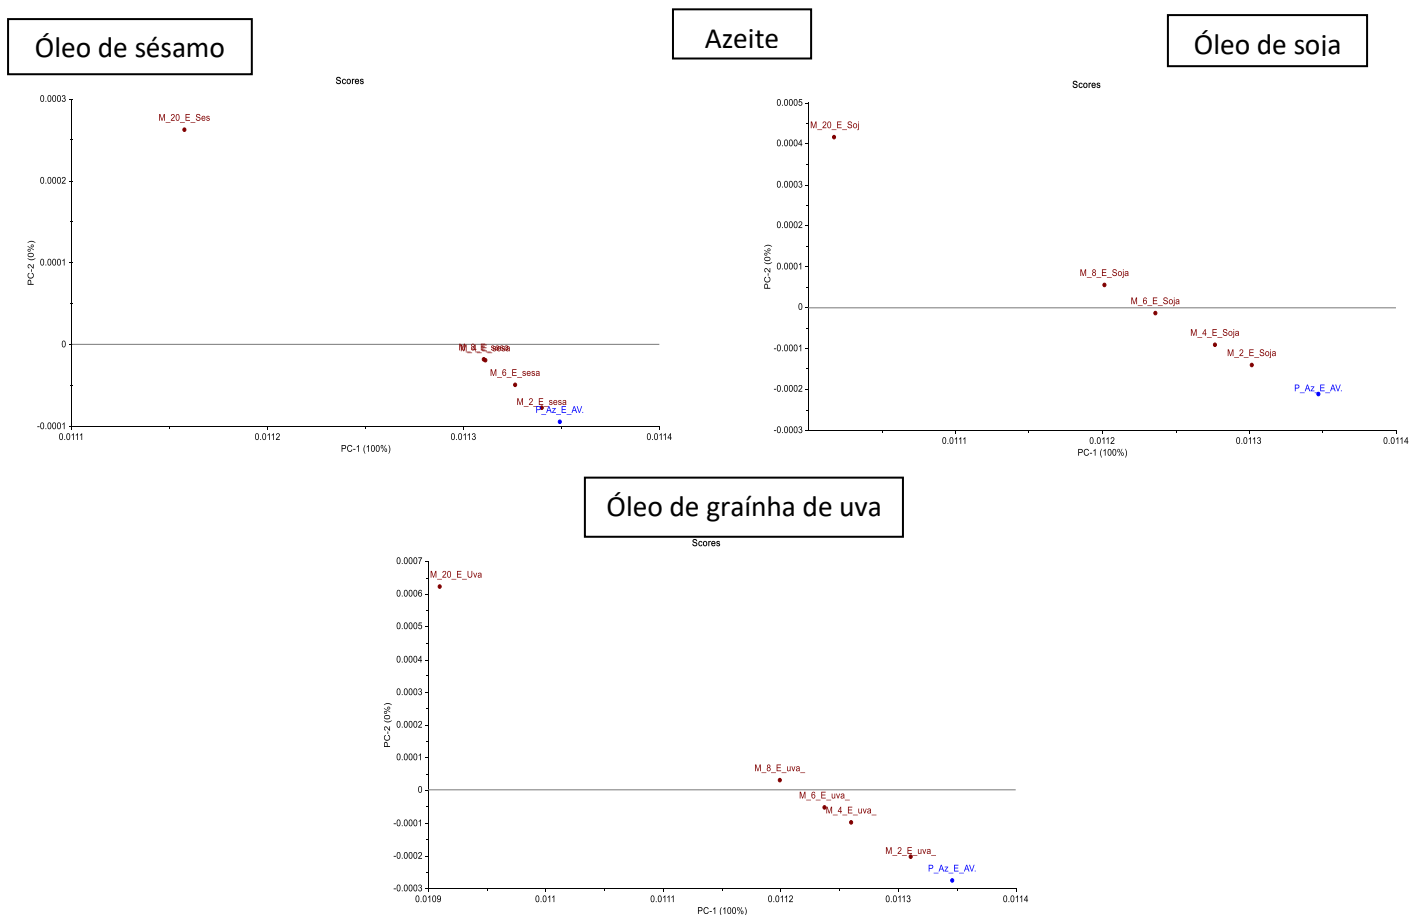 Óleo de sésamo
Azeite
Óleo de soja
Scores
0.0003
M_20_E_Ses
0.0002
0.0001
0
M_4_E_sesa
M_6_E_sesa
M_2_E_sesa
P_Az_E_AV.
-0.0001
0.0111
0.0112
0.0113
0.0114
PC-1 (100%)
PC-2 (0%)
Scores
0.0005
M_20_E_Soj
0.0004
0.0003
0.0002
M_8_E_Soja
0.0001
M_6_E_Soja
0
M_4_E_Soja
-0.0001
M_2_E_Soja
-0.0002
P_Az_E_AV.
-0.0003
0.0111
0.0112
0.0113
0.0114
PC-1 (100%)
PC-2 (0%)
Óleo de graínha de uva
Scores
0.0007
M_20_E_Uva
0.0006
0.0005
0.0004
0.0003
0.0002
0.0001
M_8_E_uva_
0
M_6_E_uva_
M_4_E_uva_
-0.0001
M_2_E_uva_
-0.0002
P_Az_E_AV.
-0.0003
0.0109
0.011
0.0111
0.0112
0.0113
0.0114
PC-1 (100%)
PC-2 (0%)